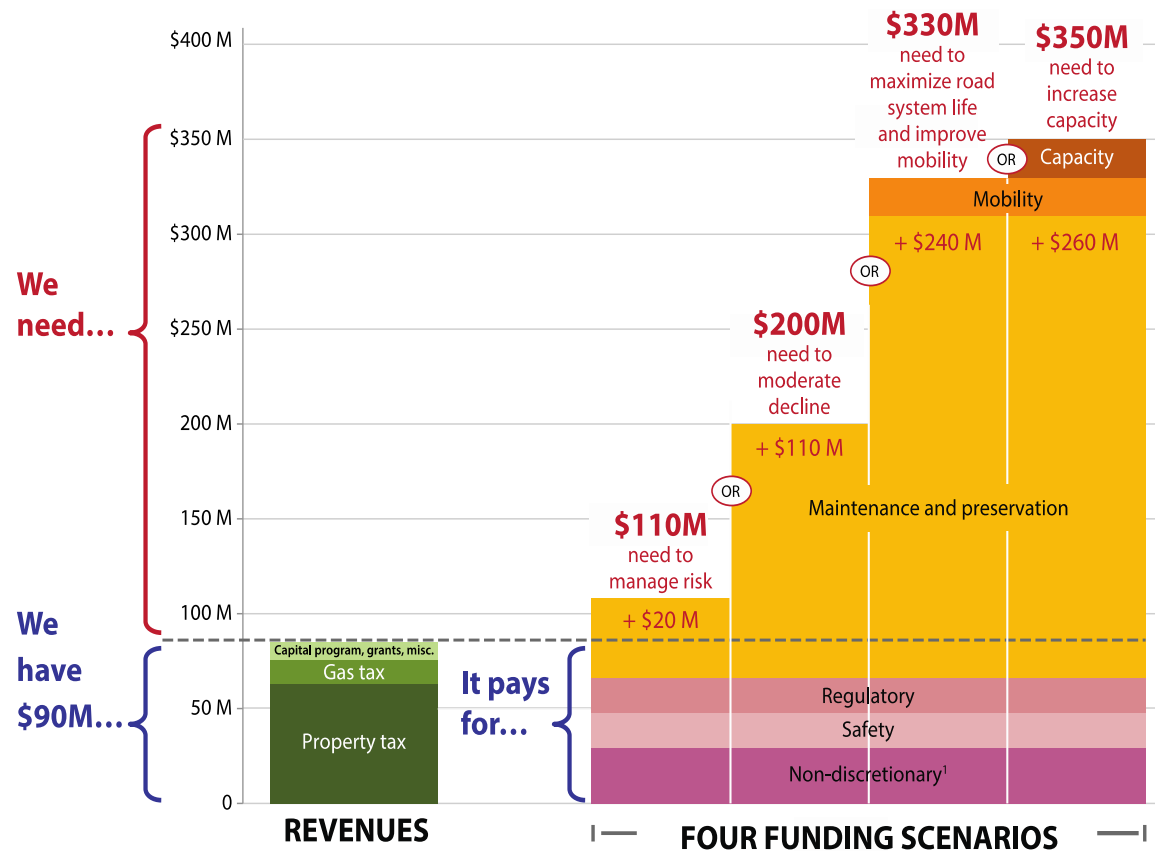 $400 M
$350 M
$300 M
$250 M
200 M
150 M
100 M
50 M
0
We
need…
We
have
$90M…
Capital program, grants, misc.
Gas tax
Property tax
REVENUES
It pays
for…
$110M
need to
manage risk
+ $20 M
OR
$200M
need to
moderate
decline
+ $110 M
OR
$330M
need to
maximize road
system life
and improve
mobility
+ $240 M
OR
$350M
need to
increase
capacity
Capacity
Mobility
+ $260 M
Maintenance and preservation
Regulatory
Safety
Non-discretionary¹
FOUR FUNDING SCENARIOS